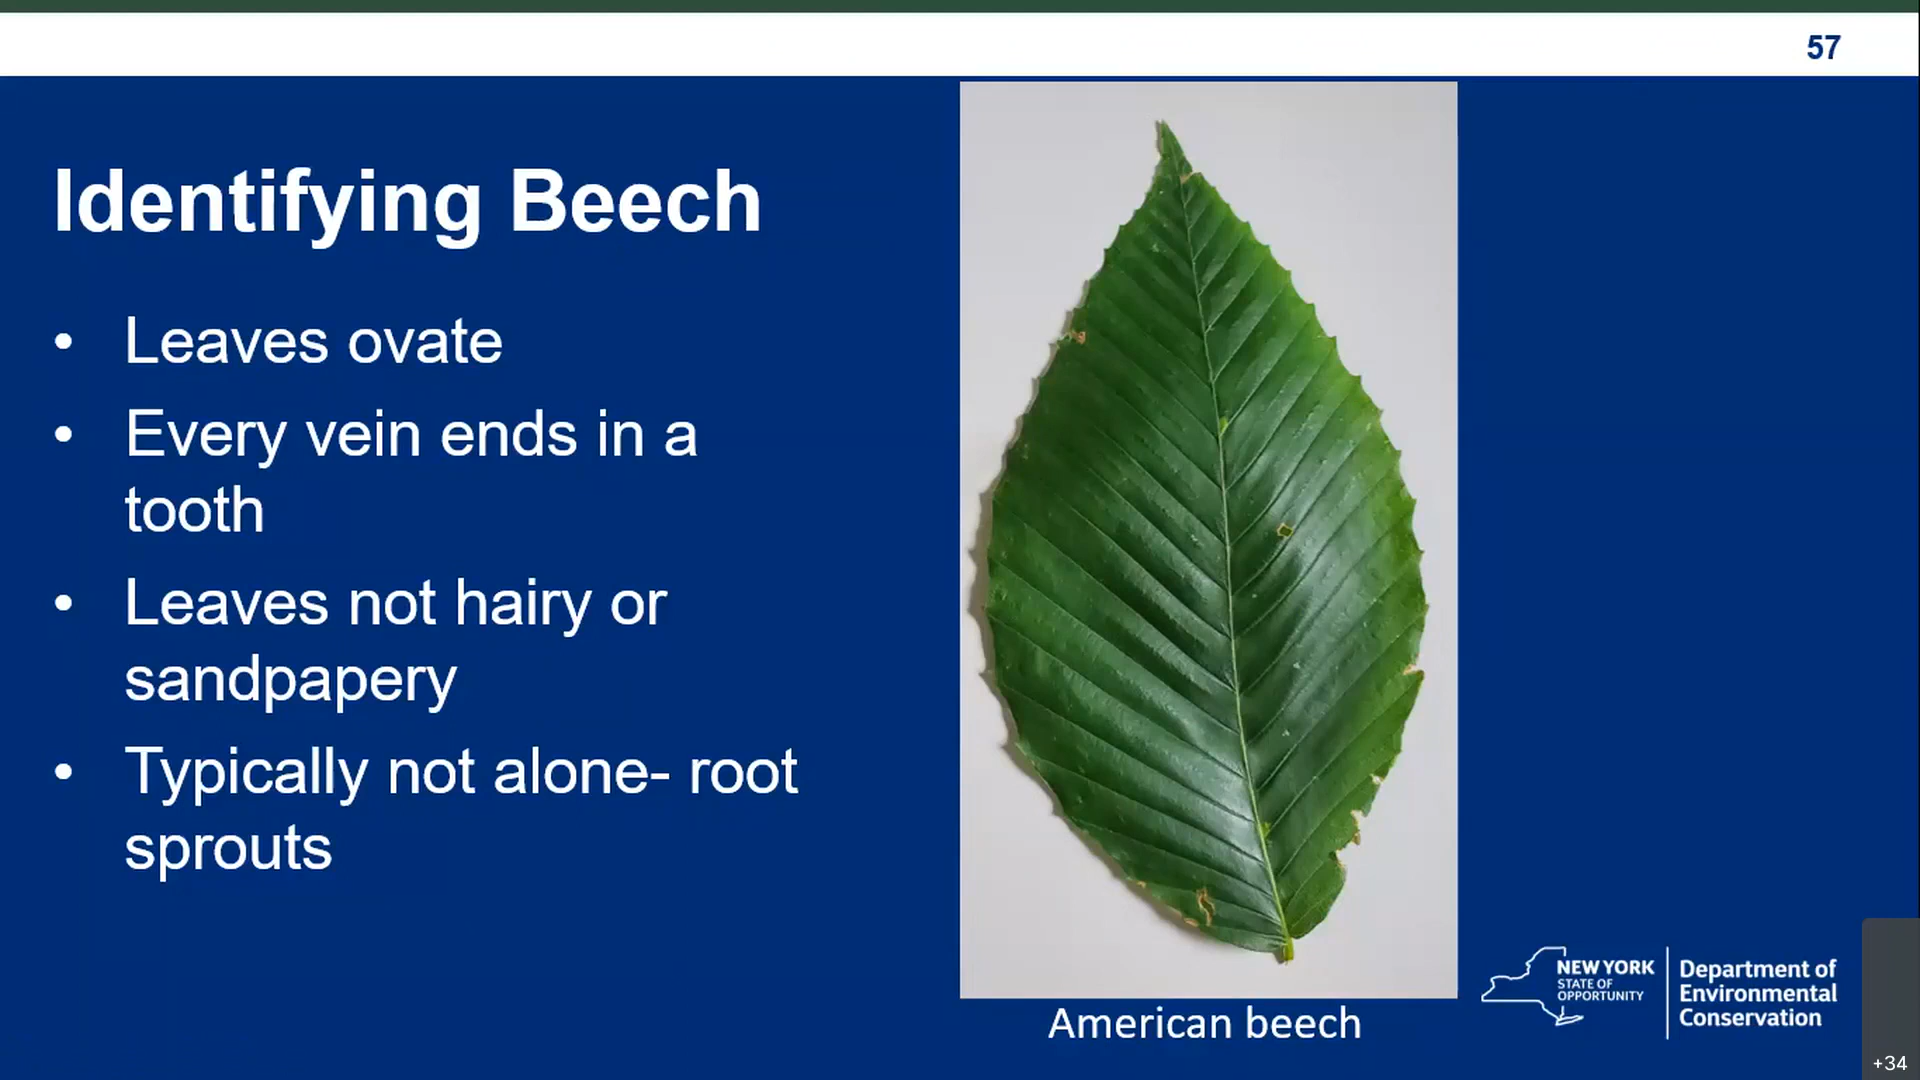 57
Identifying Beech
• Leaves ovate
• Every vein ends in a
tooth
• Leaves not hairy or
sandpapery
• Typically not alone- root
sprouts
American beech
NEW YORK
STATE OF
OPPORTUNITY
Department of
Environmental
Conservation
+34